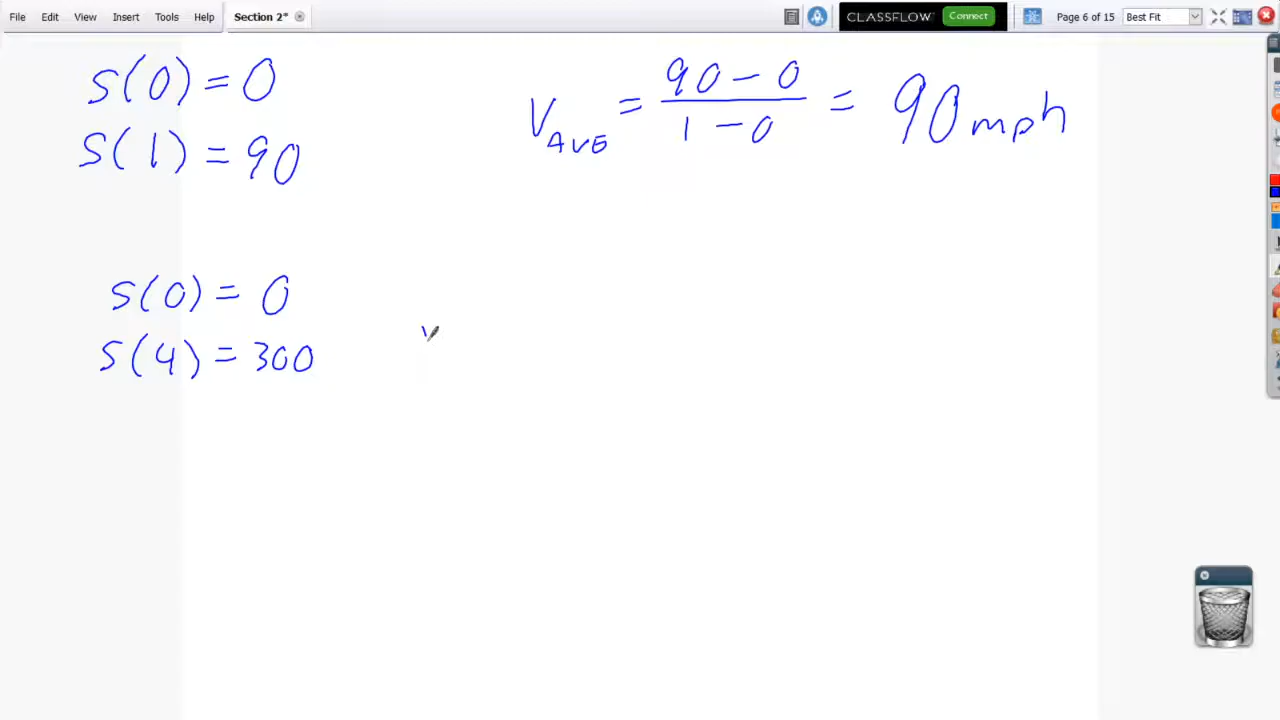 File Edit View Insert Tools Help Section 2* CLASSFLOW Connect Page 6 of 15 Best Fit
s(0) = 0
s(1) = 90
V_AVE = (90 - 0)/(1 - 0) = 90 mph
s(0) = 0
s(4) = 300